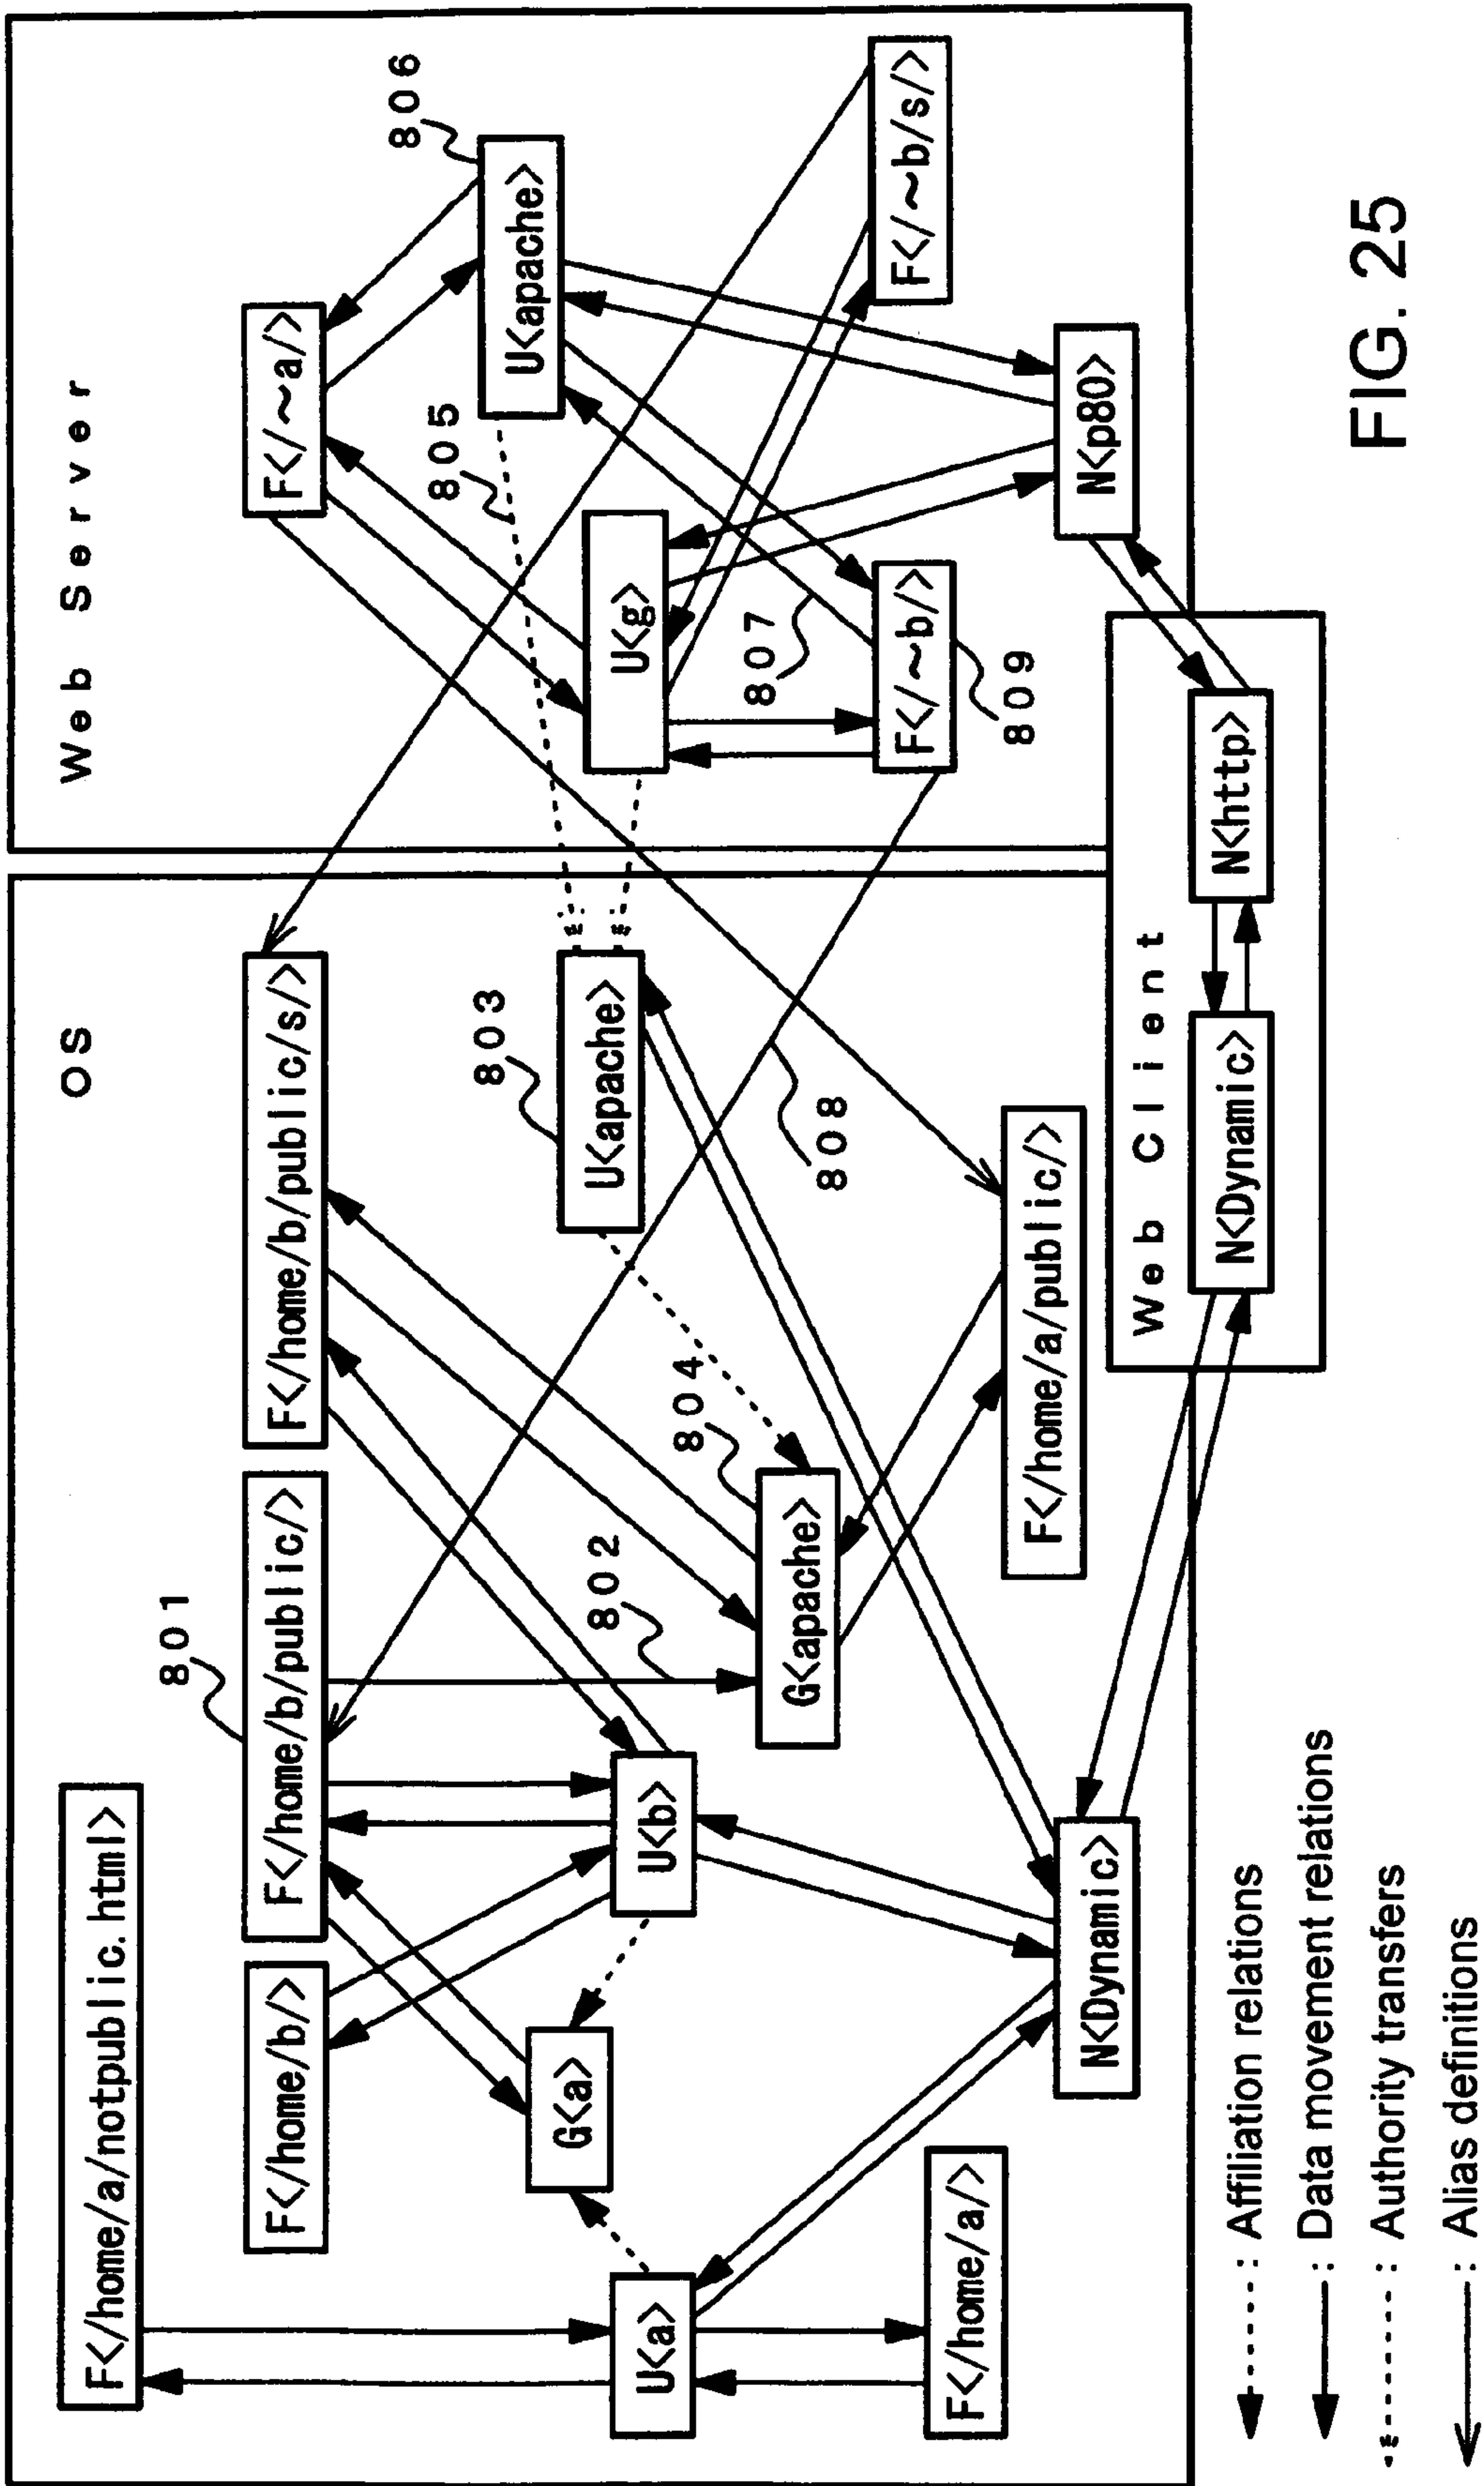 OS
Web Server
F</home/a/notpublic.html>
801
F</home/b/>
F</home/b/public/>
F</home/b/public/s/>
F</~a/>
806
803
805
U<apache>
U<apache>
G<a>
802
804
U<a>
U<b>
U<g>
G<apache>
807
808
F</home/a/>
F</~b/>
F</~b/s/>
809
F</home/a/public/>
N<Dynamic>
N<p80>
Web Client
N<Dynamic>
N<http>
: Affiliation relations
: Data movement relations
: Authority transfers
: Alias definitions
FIG. 25